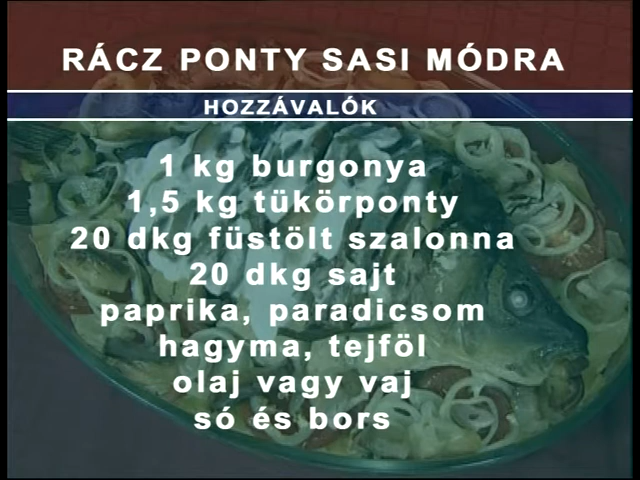 RÁCZ PONTY SASI MÓDRA
HOZZÁVALÓK
1 kg burgonya
1,5 kg tükörponty
20 dkg füstölt szalonna
20 dkg sajt
paprika, paradicsom
hagyma, tejföl
olaj vagy vaj
só és bors